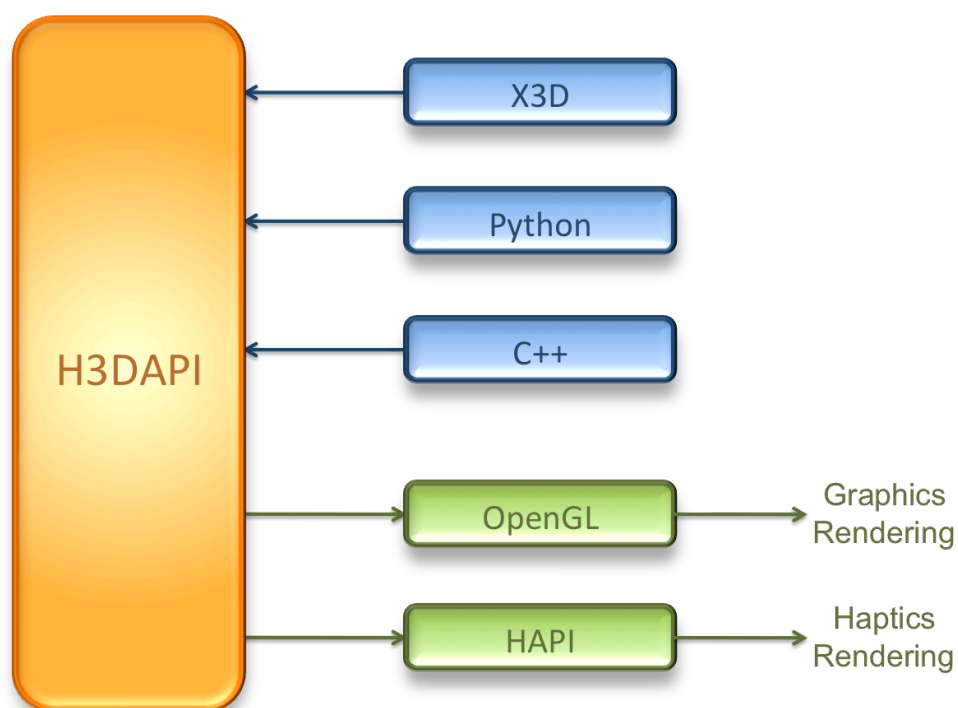 X3D
Python
C++
H3DAPI
OpenGL
Graphics
Rendering
HAPI
Haptics
Rendering